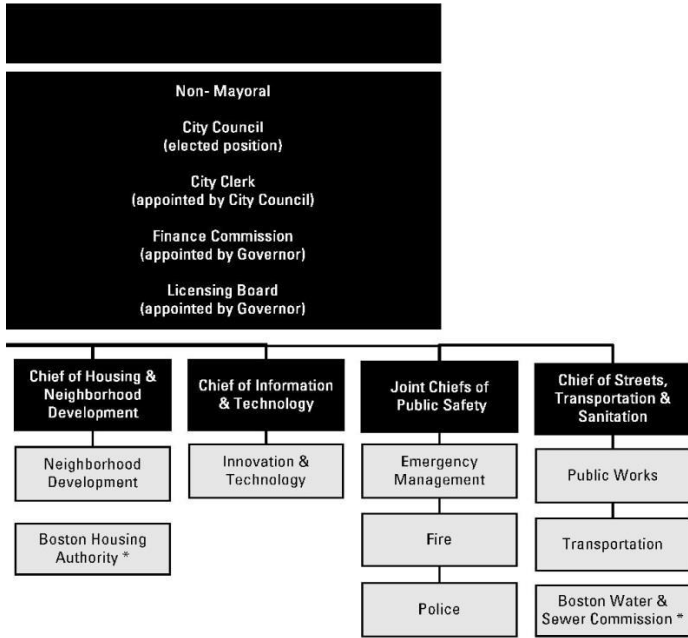 Non- Mayoral
City Council
(elected position)
City Clerk
(appointed by City Council)
Finance Commission
(appointed by Governor)
Licensing Board
(appointed by Governor)
Chief of Housing &
Neighborhood
Development
Neighborhood
Development
Boston Housing
Authority *
Chief of Information
& Technology
Innovation &
Technology
Joint Chiefs of
Public Safety
Emergency
Management
Fire
Police
Chief of Streets,
Transportation &
Sanitation
Public Works
Transportation
Boston Water &
Sewer Commission *